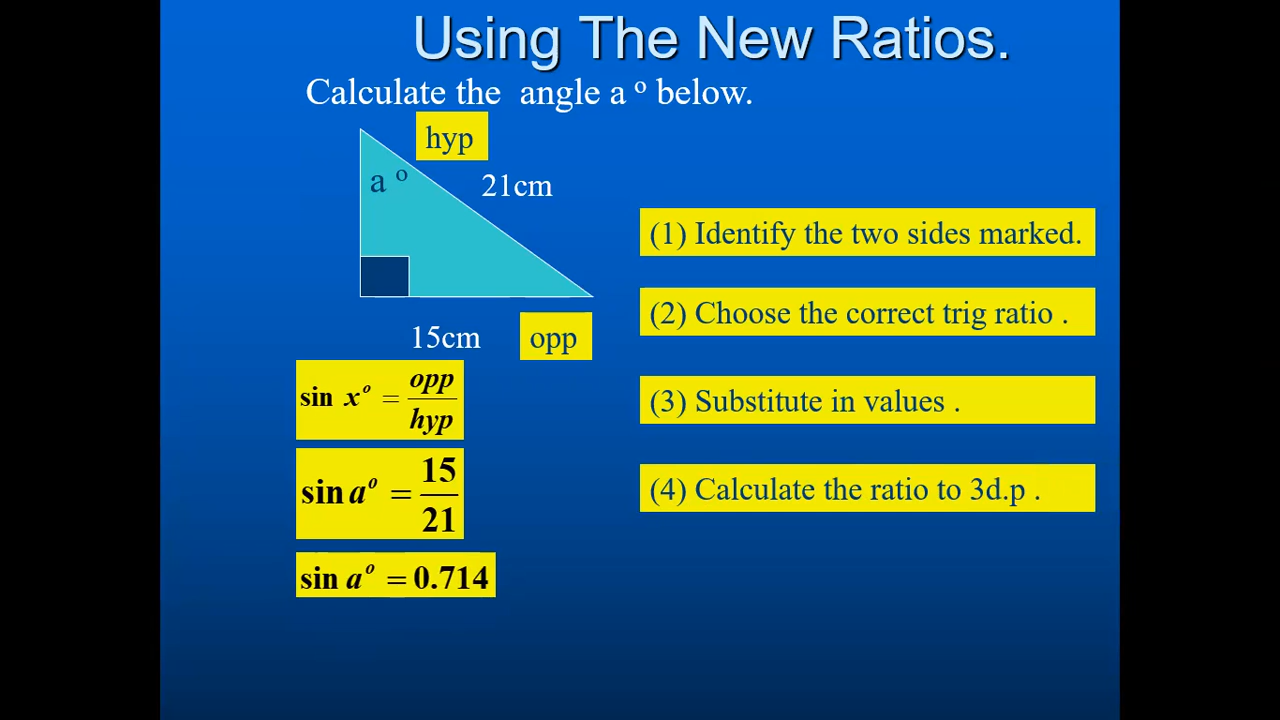 Using The New Ratios.
Calculate the angle a ° below.
hyp
a °
21cm
15cm
opp
sin x° = opp/hyp
sin a° = 15/21
sin a° = 0.714
(1) Identify the two sides marked.
(2) Choose the correct trig ratio .
(3) Substitute in values .
(4) Calculate the ratio to 3d.p .